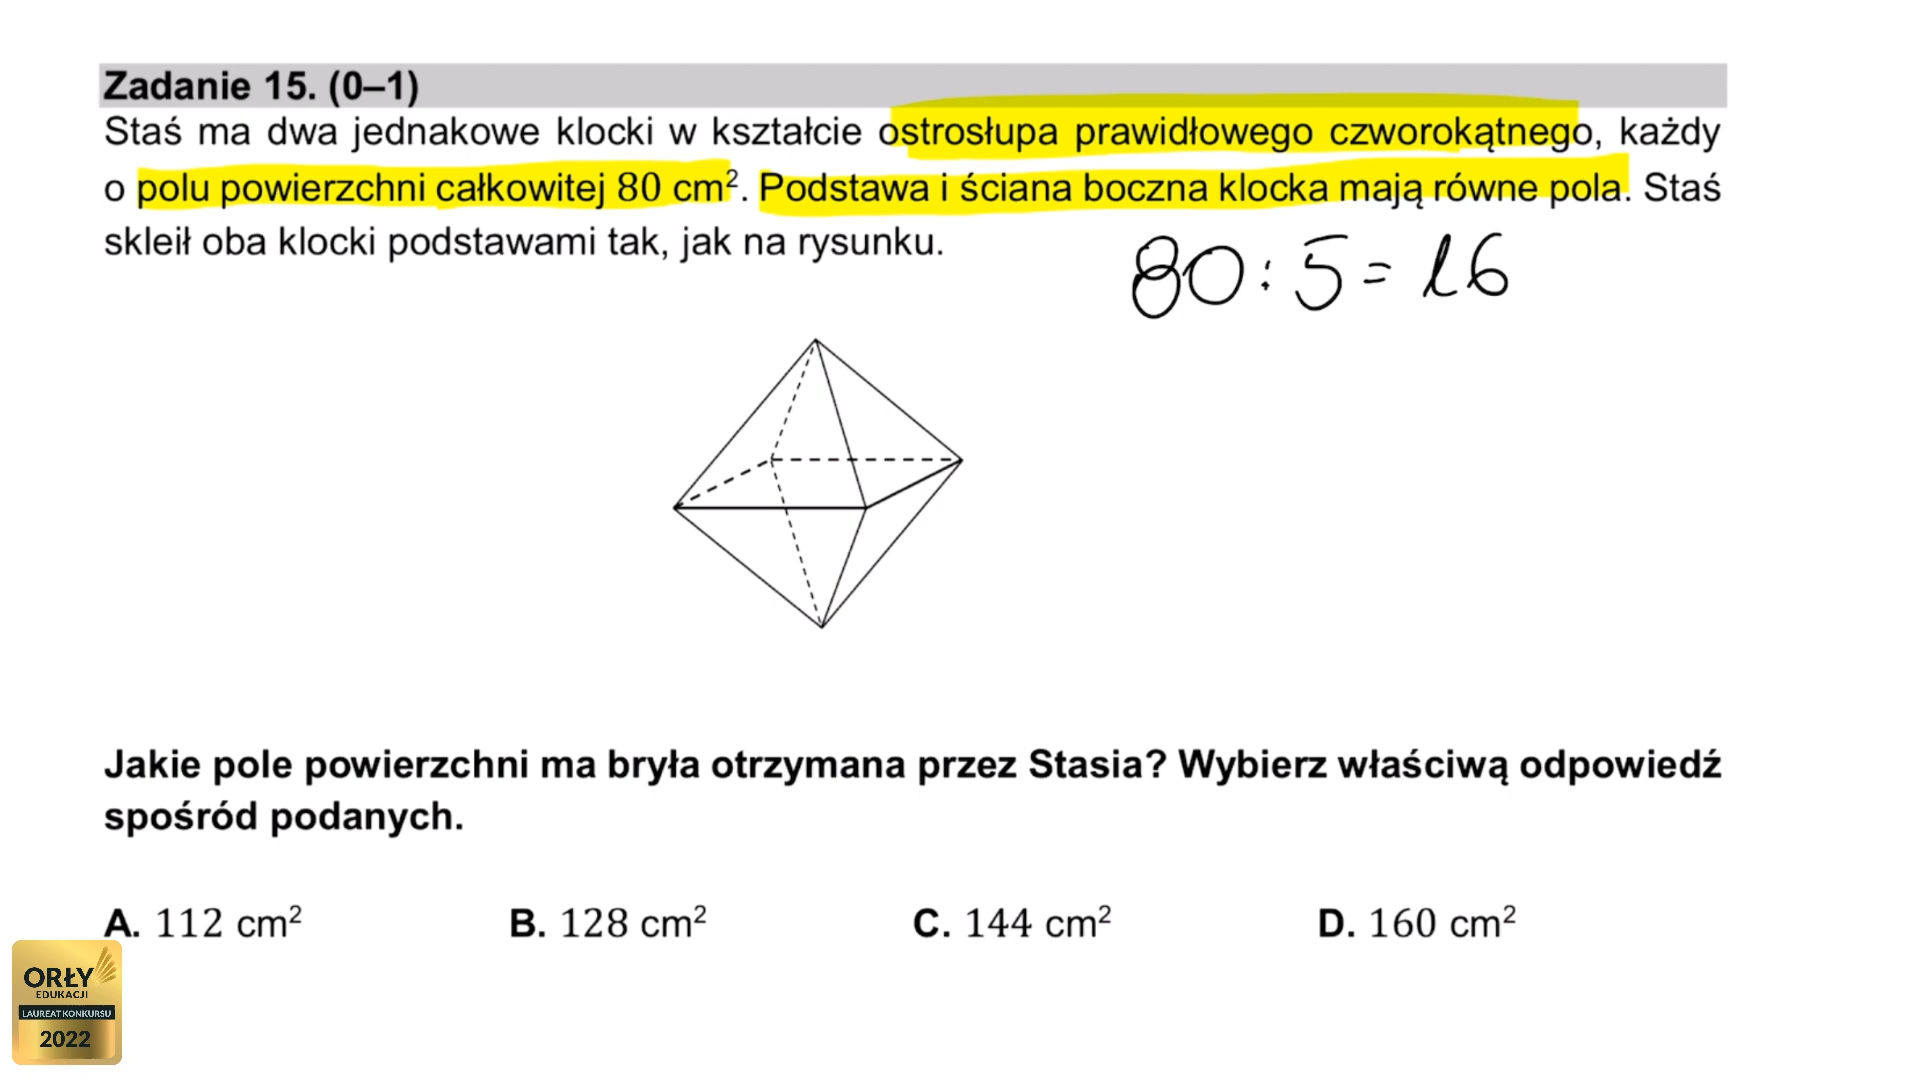 Zadanie 15. (0–1)
Staś ma dwa jednakowe klocki w kształcie ostrosłupa prawidłowego czworokątnego, każdy
o polu powierzchni całkowitej 80 cm². Podstawa i ściana boczna klocka mają równe pola. Staś
skleił oba klocki podstawami tak, jak na rysunku.
80:5=16
Jakie pole powierzchni ma bryła otrzymana przez Stasia? Wybierz właściwą odpowiedź
spośród podanych.
A. 112 cm² B. 128 cm² C. 144 cm² D. 160 cm²
ORŁY
EDUKACJI
LAUREAT KONKURSU
2022